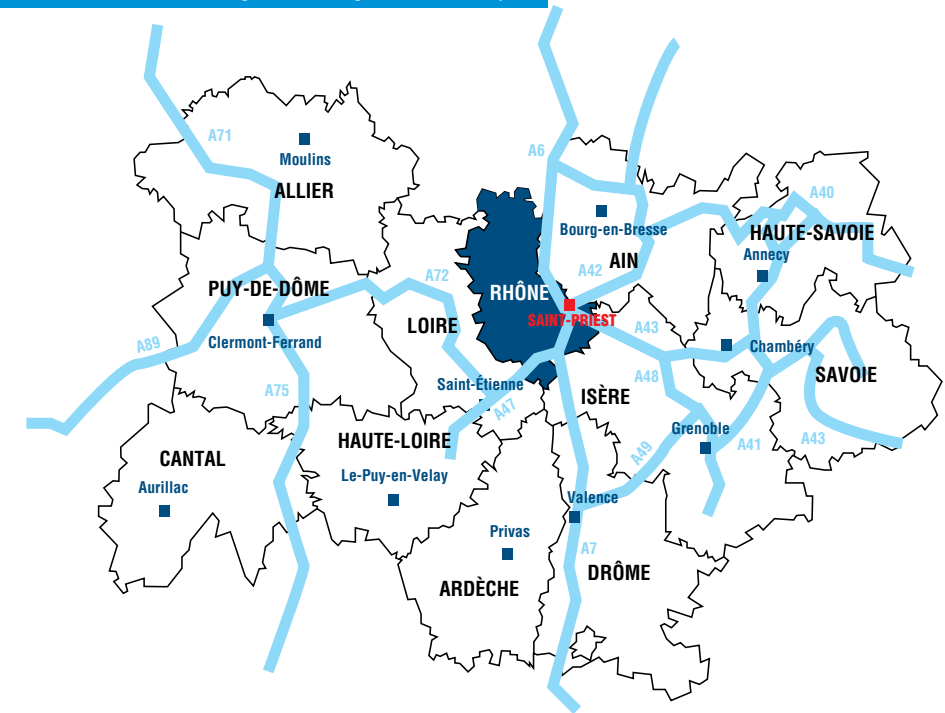 A71
Moulins
ALLIER
A6
A40
Bourg-en-Bresse
HAUTE-SAVOIE
Annecy
AIN
A42
A72
PUY-DE-DÔME
RHÔNE
SAINT-PRIEST
LOIRE
A43
Clermont-Ferrand
A89
Chambéry
SAVOIE
A75
Saint-Étienne
A48
ISÈRE
A47
HAUTE-LOIRE
Grenoble
A41
A43
A49
CANTAL
Le-Puy-en-Velay
Aurillac
Valence
Privas
A7
DRÔME
ARDÈCHE